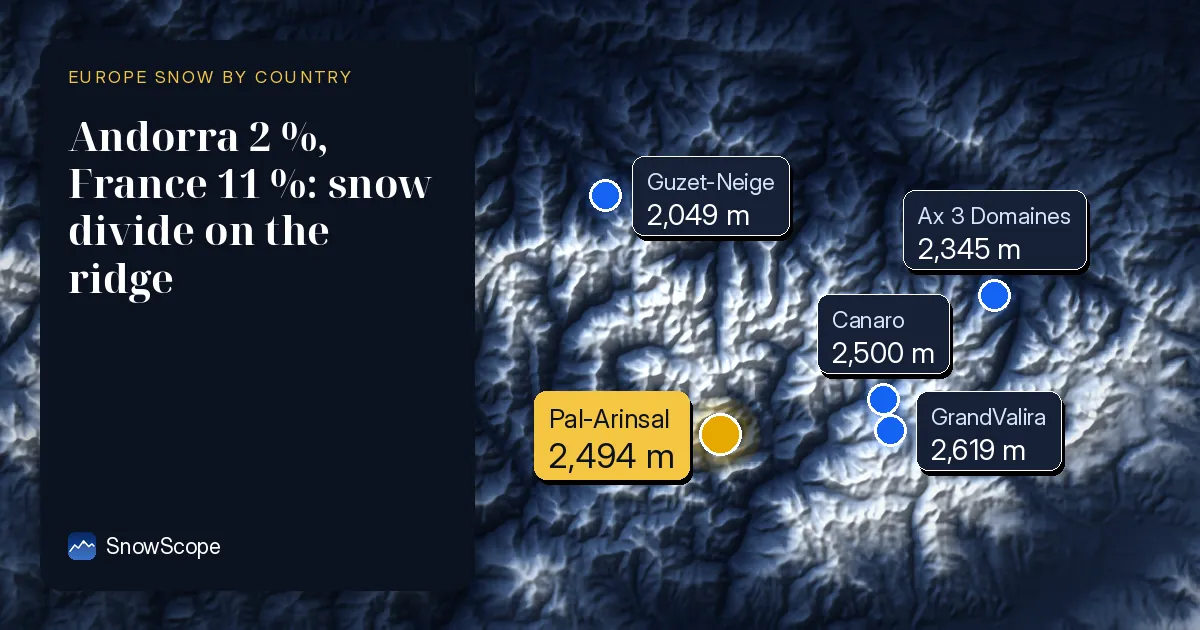 EUROPE SNOW BY COUNTRY
Andorra 2 %,
France 11 %: snow
divide on the
ridge
SnowScope
Guzet-Neige
2,049 m
Ax 3 Domaines
2,345 m
Canaro
2,500 m
Pal-Arinsal
2,494 m
GrandValira
2,619 m